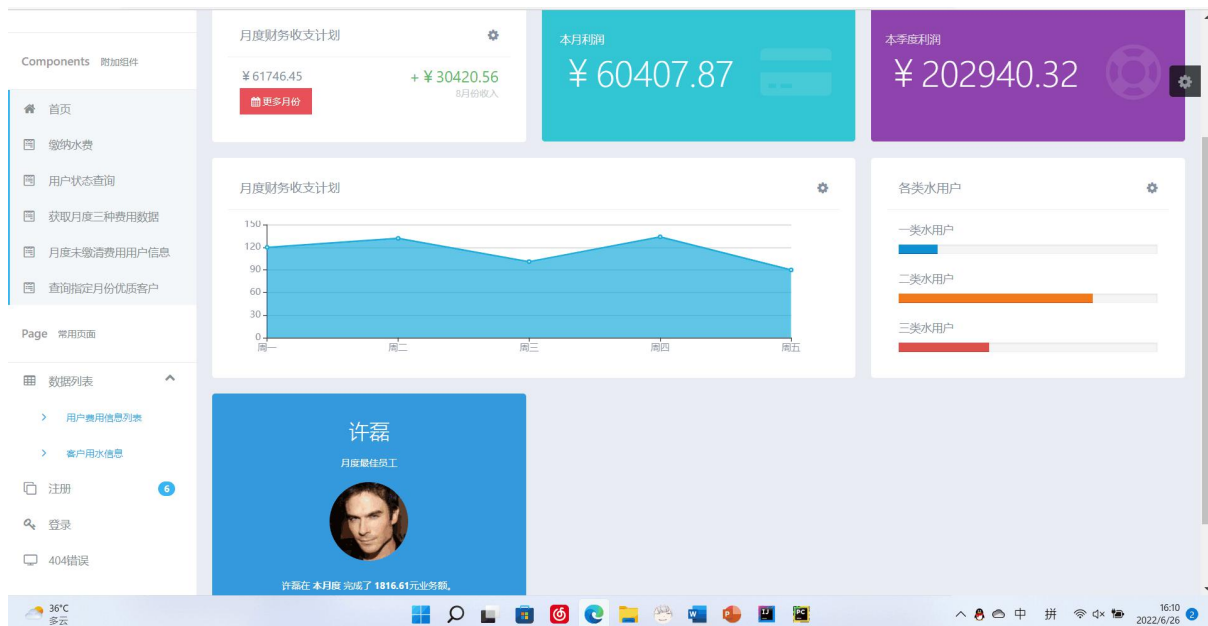 Components 附加组件
首页
缴纳水费
用户状态查询
获取月度三种费用数据
月度未缴清费用用户信息
查询指定月份优质客户
Page 常用页面
数据列表
用户费用信息列表
客户用水信息
注册 6
登录
404错误
月度财务收支计划
¥ 61746.45
+ ¥ 30420.56
8月份收入
更多月份
本月利润
¥ 60407.87
本季度利润
¥ 202940.32
月度财务收支计划
150
120
90
60
30
0
周一 周二 周三 周四 周五
各类水用户
一类水用户
二类水用户
三类水用户
许磊
月度最佳员工
许磊在 本月度 完成了 1816.61元业务额。
36°C
多云
中 拼
16:10
2022/6/26
2